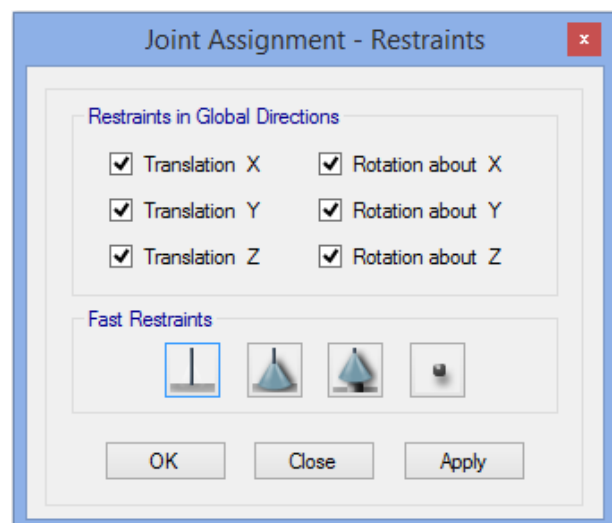 Joint Assignment - Restraints
x
Restraints in Global Directions
Translation X
Rotation about X
Translation Y
Rotation about Y
Translation Z
Rotation about Z
Fast Restraints
OK
Close
Apply